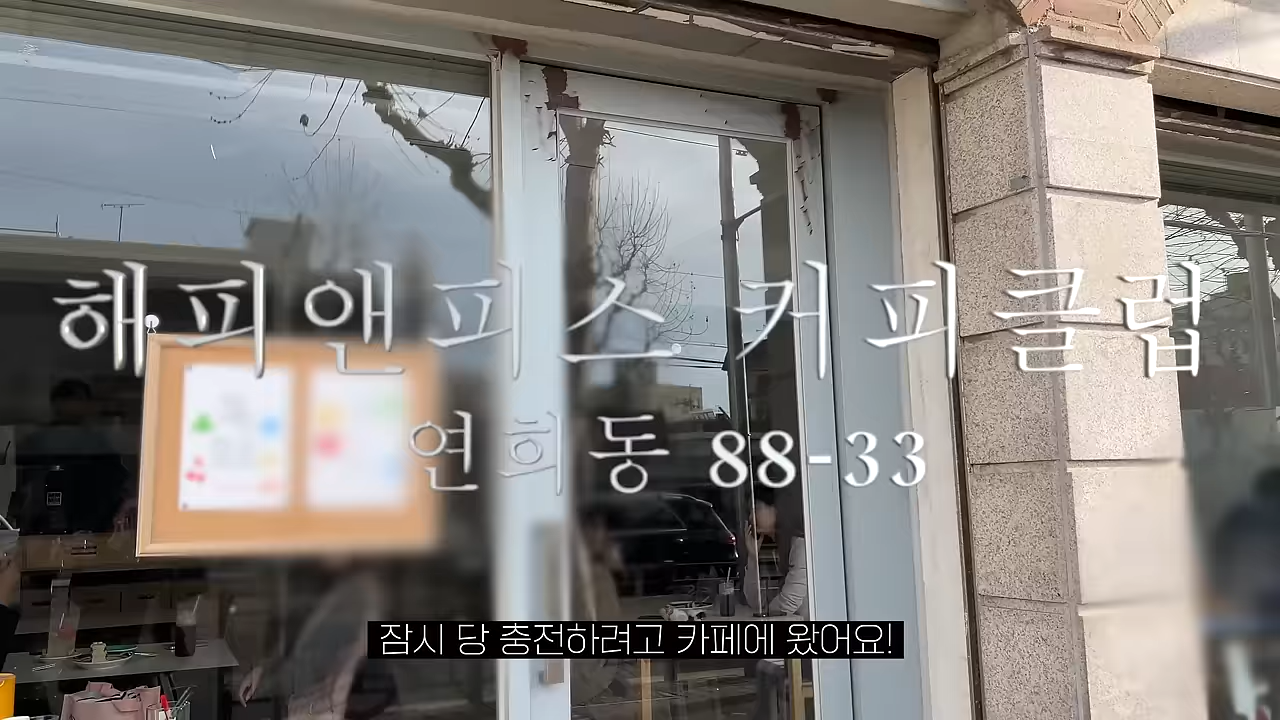 해피앤피스 커피클럽
연희동 88-33
잠시 당 충전하려고 카페에 왔어요!